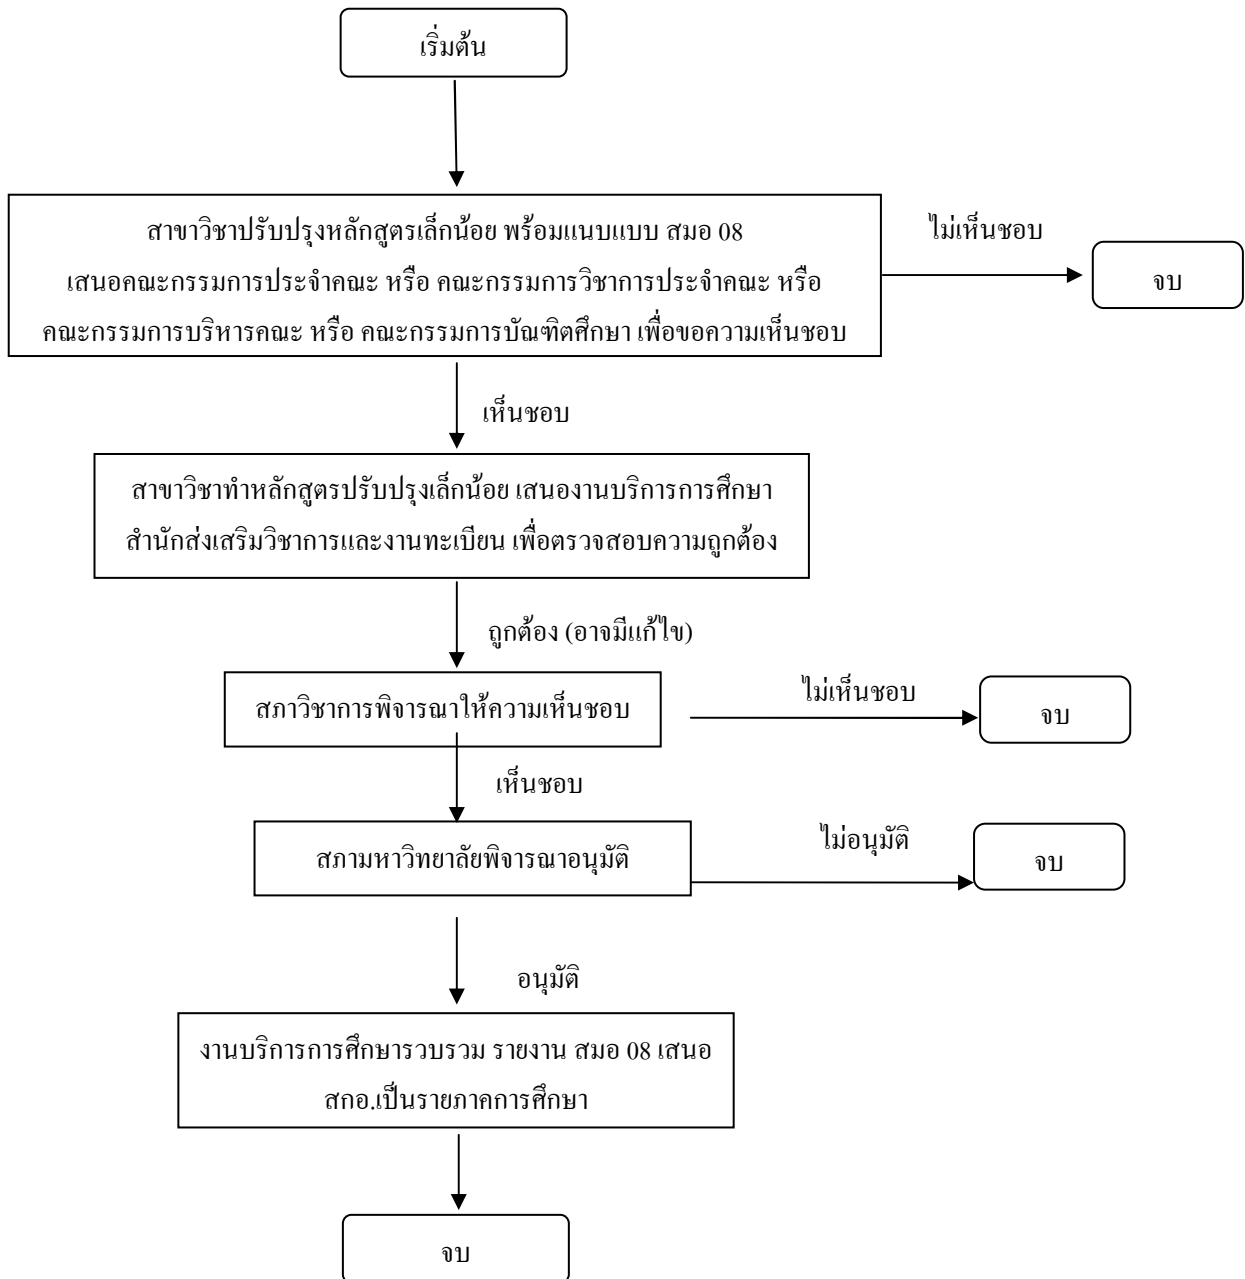 เริ่มต้น
สาขาวิชาปรับปรุงหลักสูตรเล็กน้อย พร้อมแนบแบบ สมอ 08
เสนอคณะกรรมการประจำคณะ หรือ คณะกรรมการวิชาการประจำคณะ หรือ
คณะกรรมการบริหารคณะ หรือ คณะกรรมการบัณฑิตศึกษา เพื่อขอความเห็นชอบ
ไม่เห็นชอบ
จบ
เห็นชอบ
สาขาวิชาทำหลักสูตรปรับปรุงเล็กน้อย เสนองานบริการการศึกษา
สำนักส่งเสริมวิชาการและงานทะเบียน เพื่อตรวจสอบความถูกต้อง
ถูกต้อง (อาจมีแก้ไข)
สภาวิชาการพิจารณาให้ความเห็นชอบ
ไม่เห็นชอบ
จบ
เห็นชอบ
สภามหาวิทยาลัยพิจารณาอนุมัติ
ไม่อนุมัติ
จบ
อนุมัติ
งานบริการการศึกษารวบรวม รายงาน สมอ 08 เสนอ
สกอ.เป็นรายภาคการศึกษา
จบ